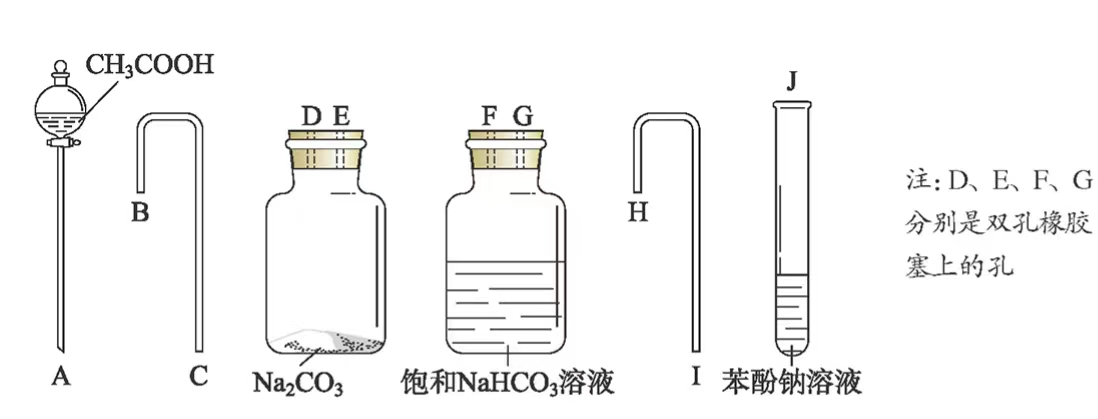 CH₃COOH
J
D E
F G
B
H
注: D、E、F、G
分别是双孔橡胶
塞上的孔
A
C
Na₂CO₃
饱和NaHCO₃溶液
I
苯酚钠溶液